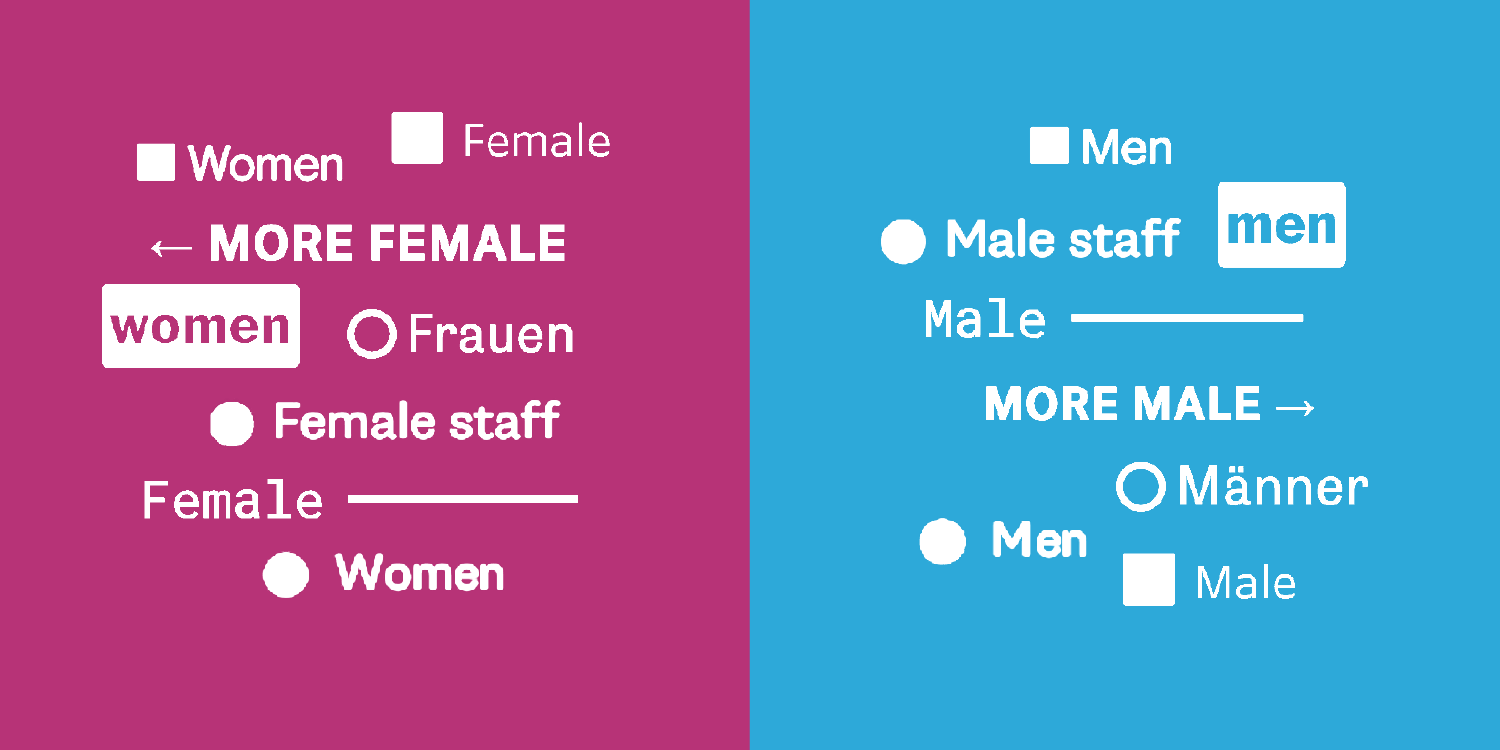 Women
Female
← MORE FEMALE
women
Frauen
Female staff
Female
Women
Men
Male staff
men
Male
MORE MALE →
Männer
Men
Male